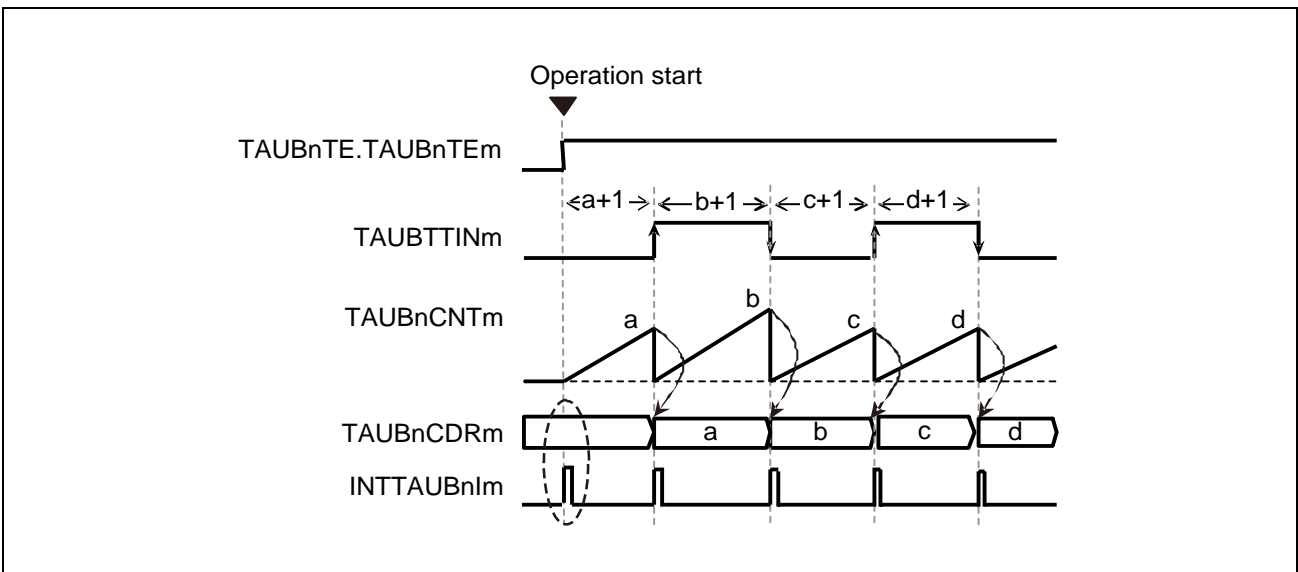 Operation start
TAUBnTE.TAUBnTEm
a+1 b+1 c+1 d+1
TAUBTTINm
TAUBnCNTm a b c d
TAUBnCDRm a b c d
INTTAUBnIm